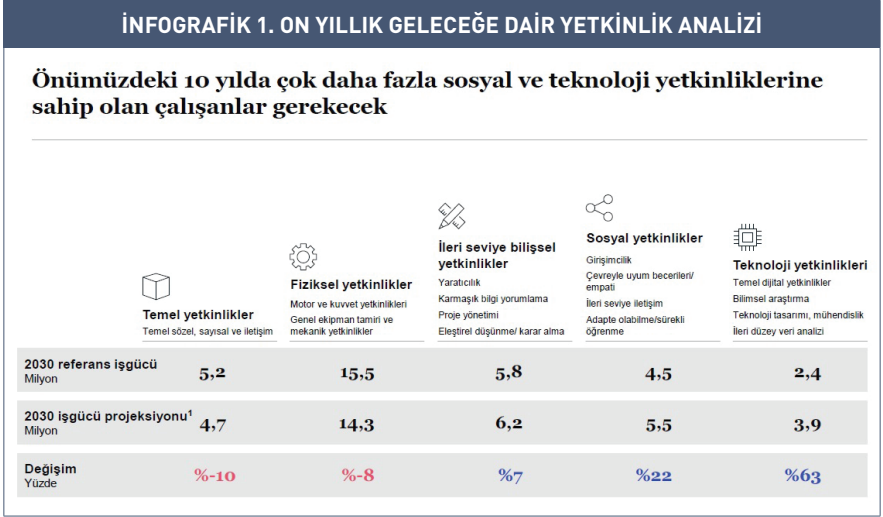 İNFOGRAFİK 1. ON YILLIK GELECEĞE DAİR YETKİNLİK ANALİZİ
Önümüzdeki 10 yılda çok daha fazla sosyal ve teknoloji yetkinliklerine
sahip olan çalışanlar gerekecek
Temel yetkinlikler
Temel sözel, sayısal ve iletişim
Fiziksel yetkinlikler
Motor ve kuvvet yetkinlikleri
Genel ekipman tamiri ve
mekanik yetkinlikler
İleri seviye bilişsel
yetkinlikler
Yaratıcılık
Karmaşık bilgi yorumlama
Proje yönetimi
Eleştirel düşünme/ karar alma
Sosyal yetkinlikler
Girişimcilik
Çevreyle uyum becerileri/
empati
İleri seviye iletişim
Adapte olabilme/sürekli
öğrenme
Teknoloji yetkinlikleri
Temel dijital yetkinlikler
Bilimsel araştırma
Teknoloji tasarımı, mühendislik
İleri düzey veri analizi
2030 referans işgücü
Milyon
5,2 15,5 5,8 4,5 2,4
2030 işgücü projeksiyonu¹
Milyon
4,7 14,3 6,2 5,5 3,9
Değişim
Yüzde
%-10 %-8 %7 %22 %63